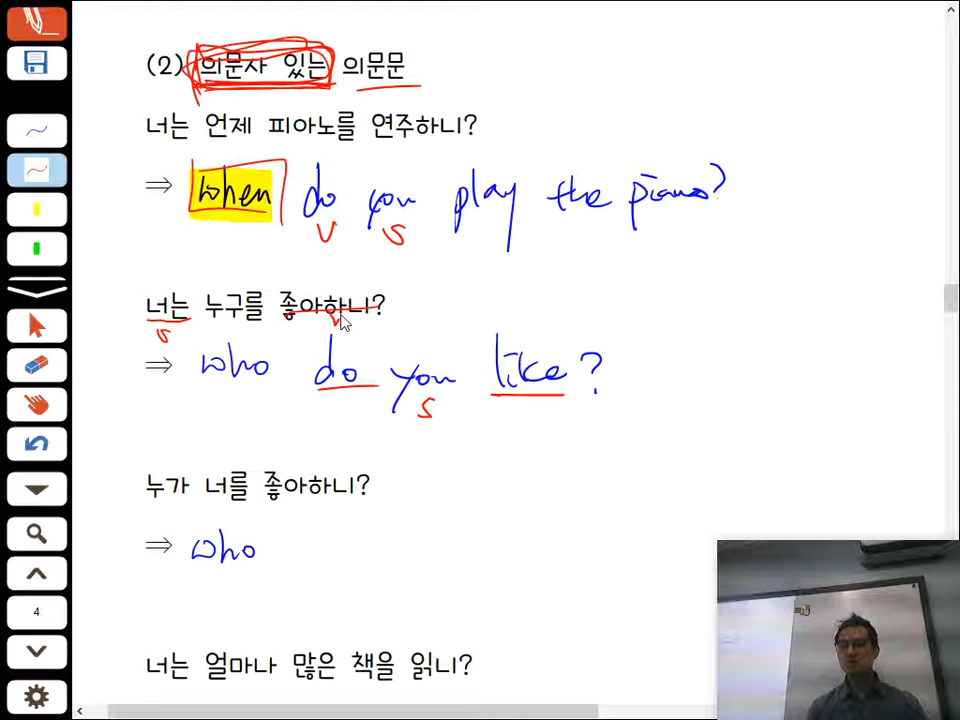 (2) 의문사 있는 의문문
너는 언제 피아노를 연주하니?
⇒ when do you play the piano?
V S
너는 누구를 좋아하니?
S V
⇒ who do you like?
S
누가 너를 좋아하니?
⇒ who
너는 얼마나 많은 책을 읽니?
4